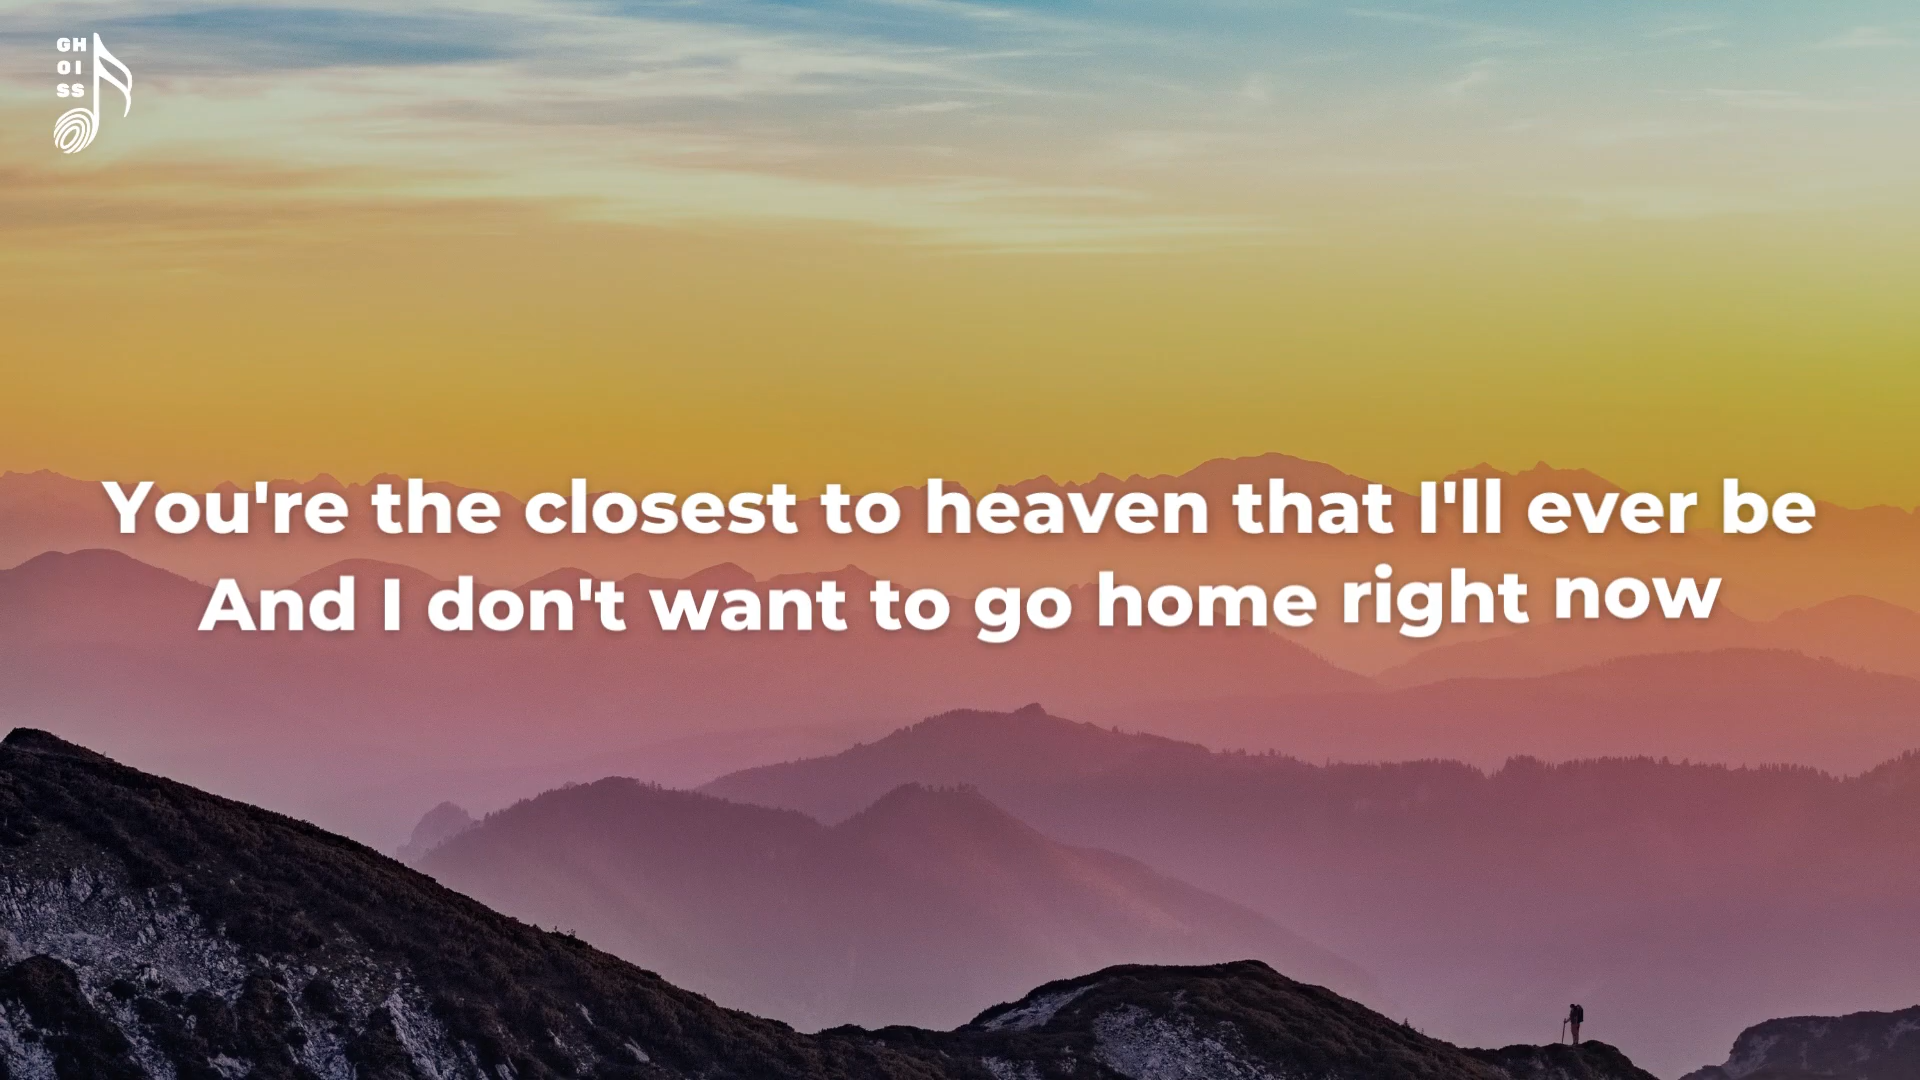 GH
OI
SS
You're the closest to heaven that I'll ever be
And I don't want to go home right now